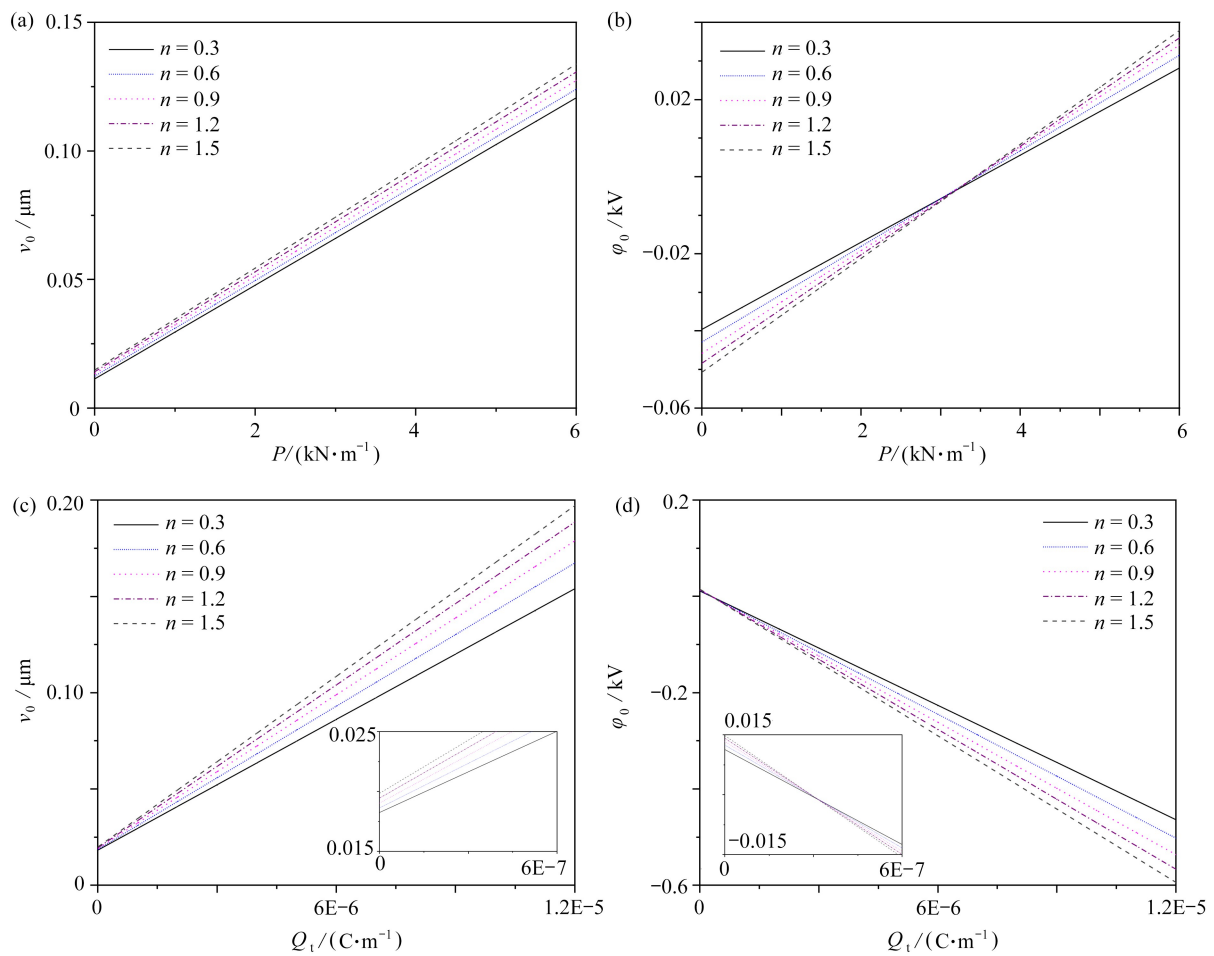 (a)
0.15
0.10
0.05
0
n = 0.3
n = 0.6
n = 0.9
n = 1.2
n = 1.5
v₀ / μm
0 2 4 6
P/(kN·m⁻¹)
(b)
0.02
−0.02
−0.06
n = 0.3
n = 0.6
n = 0.9
n = 1.2
n = 1.5
φ₀ / kV
0 2 4 6
P/(kN·m⁻¹)
(c)
0.20
0.10
0
n = 0.3
n = 0.6
n = 0.9
n = 1.2
n = 1.5
v₀ / μm
0.025
0.015
0 6E−7
0 6E−6 1.2E−5
Qₜ/(C·m⁻¹)
(d)
0.2
−0.2
−0.6
n = 0.3
n = 0.6
n = 0.9
n = 1.2
n = 1.5
φ₀ / kV
0.015
−0.015
0 6E−7
0 6E−6 1.2E−5
Qₜ/(C·m⁻¹)